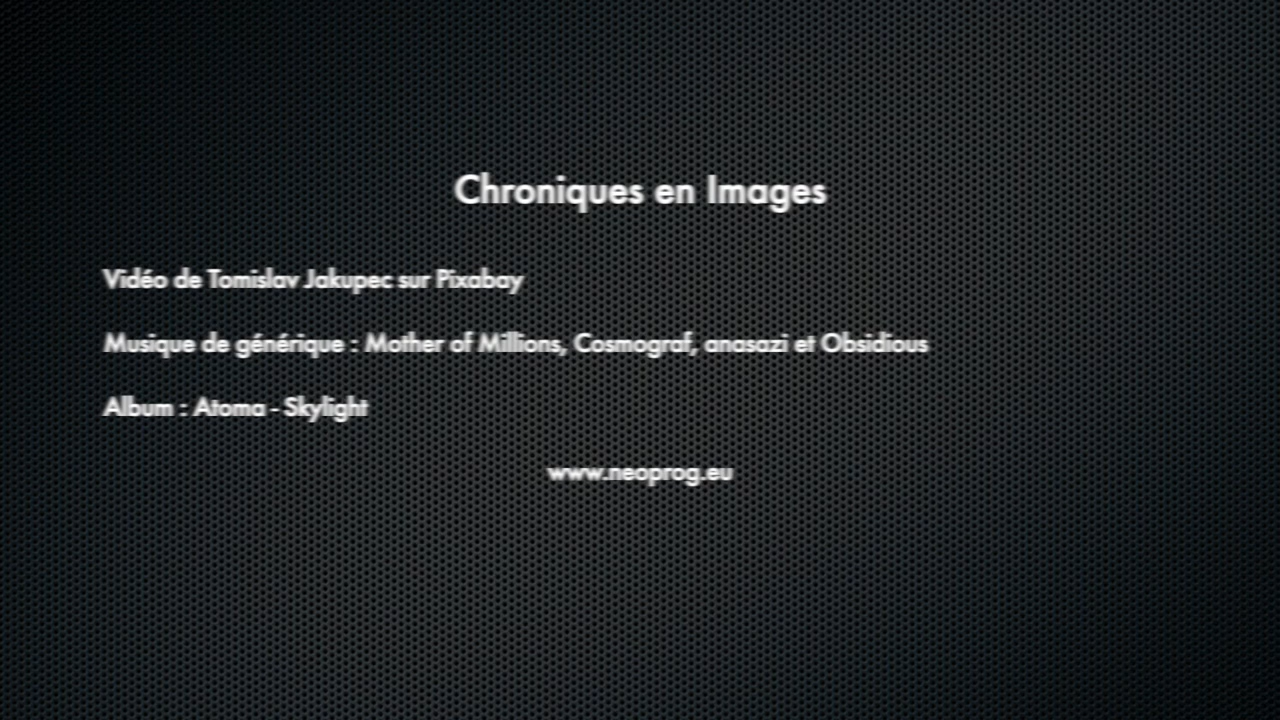 Chroniques en Images
Vidéo de Tomislav Jakupec sur Pixabay
Musique de générique : Mother of Millions, Cosmograf, anasazi et Obsidious
Album : Atoma - Skylight
www.neoprog.eu